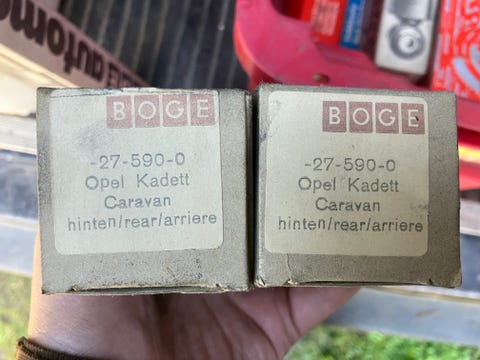 automo
BOGE
-27-590-0
Opel Kadett
Caravan
hinten/rear/arriere
BOGE
-27-590-0
Opel Kadett
Caravan
hinten/rear/arriere